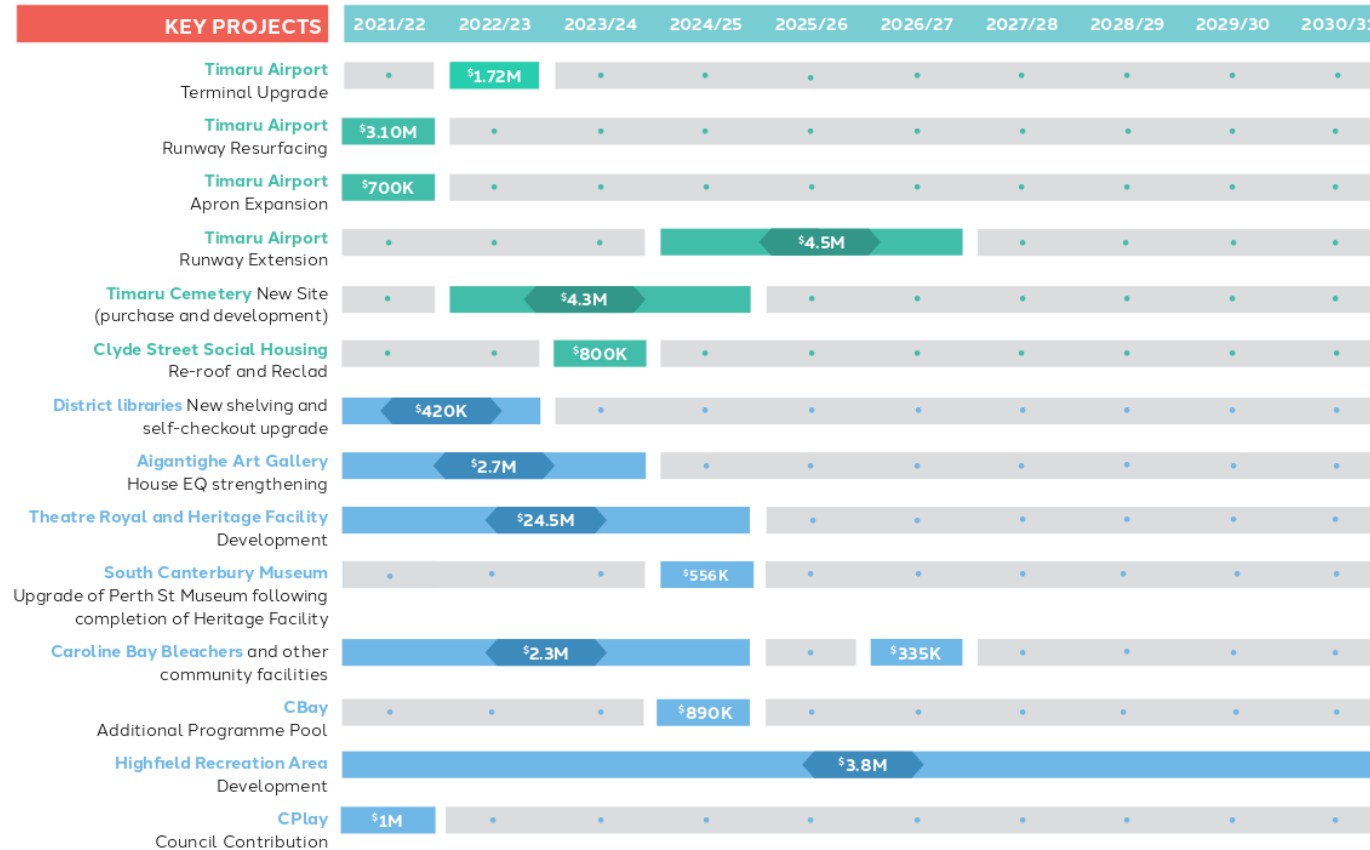 KEY PROJECTS 2021/22 2022/23 2023/24 2024/25 2025/26 2026/27 2027/28 2028/29 2029/30 2030/31
Timaru Airport
$1.72M
Terminal Upgrade
Timaru Airport
$3.10M
Runway Resurfacing
Timaru Airport
$700K
Apron Expansion
Timaru Airport
$4.5M
Runway Extension
Timaru Cemetery New Site
$4.3M
(purchase and development)
Clyde Street Social Housing
$800K
Re-roof and Reclad
District libraries New shelving and
$420K
self-checkout upgrade
Aigantighe Art Gallery
$2.7M
House EQ strengthening
Theatre Royal and Heritage Facility
$24.5M
Development
South Canterbury Museum
$556K
Upgrade of Perth St Museum following
completion of Heritage Facility
Caroline Bay Bleachers and other
$2.3M $335K
community facilities
CBay
$890K
Additional Programme Pool
Highfield Recreation Area
$3.8M
Development
CPlay
$1M
Council Contribution